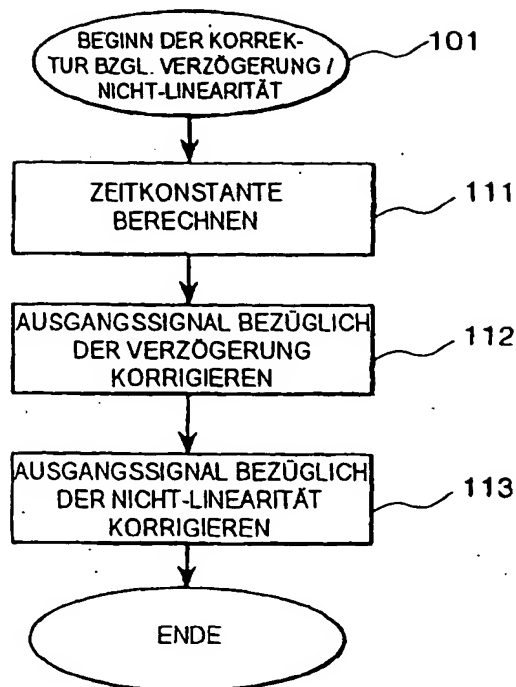 BEGINN DER KORREK-
TUR BZGL. VERZÖGERUNG /
NICHT-LINEARITÄT
101
ZEITKONSTANTE
BERECHNEN
111
AUSGANGSSIGNAL BEZÜGLICH
DER VERZÖGERUNG
KORRIGIEREN
112
AUSGANGSSIGNAL BEZÜGLICH
DER NICHT-LINEARITÄT
KORRIGIEREN
113
ENDE